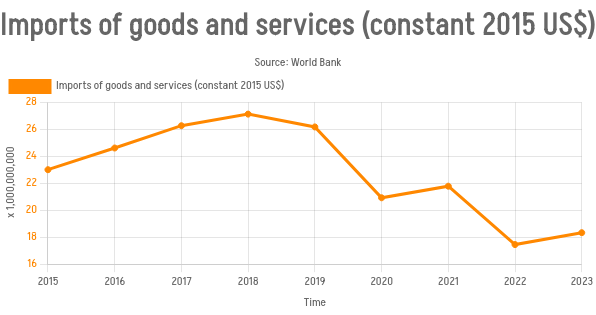 Imports of goods and services (constant 2015 US$)
Source: World Bank
Imports of goods and services (constant 2015 US$)
x 1,000,000,000
28
26
24
22
20
18
16
2015 2016 2017 2018 2019 2020 2021 2022 2023
Time